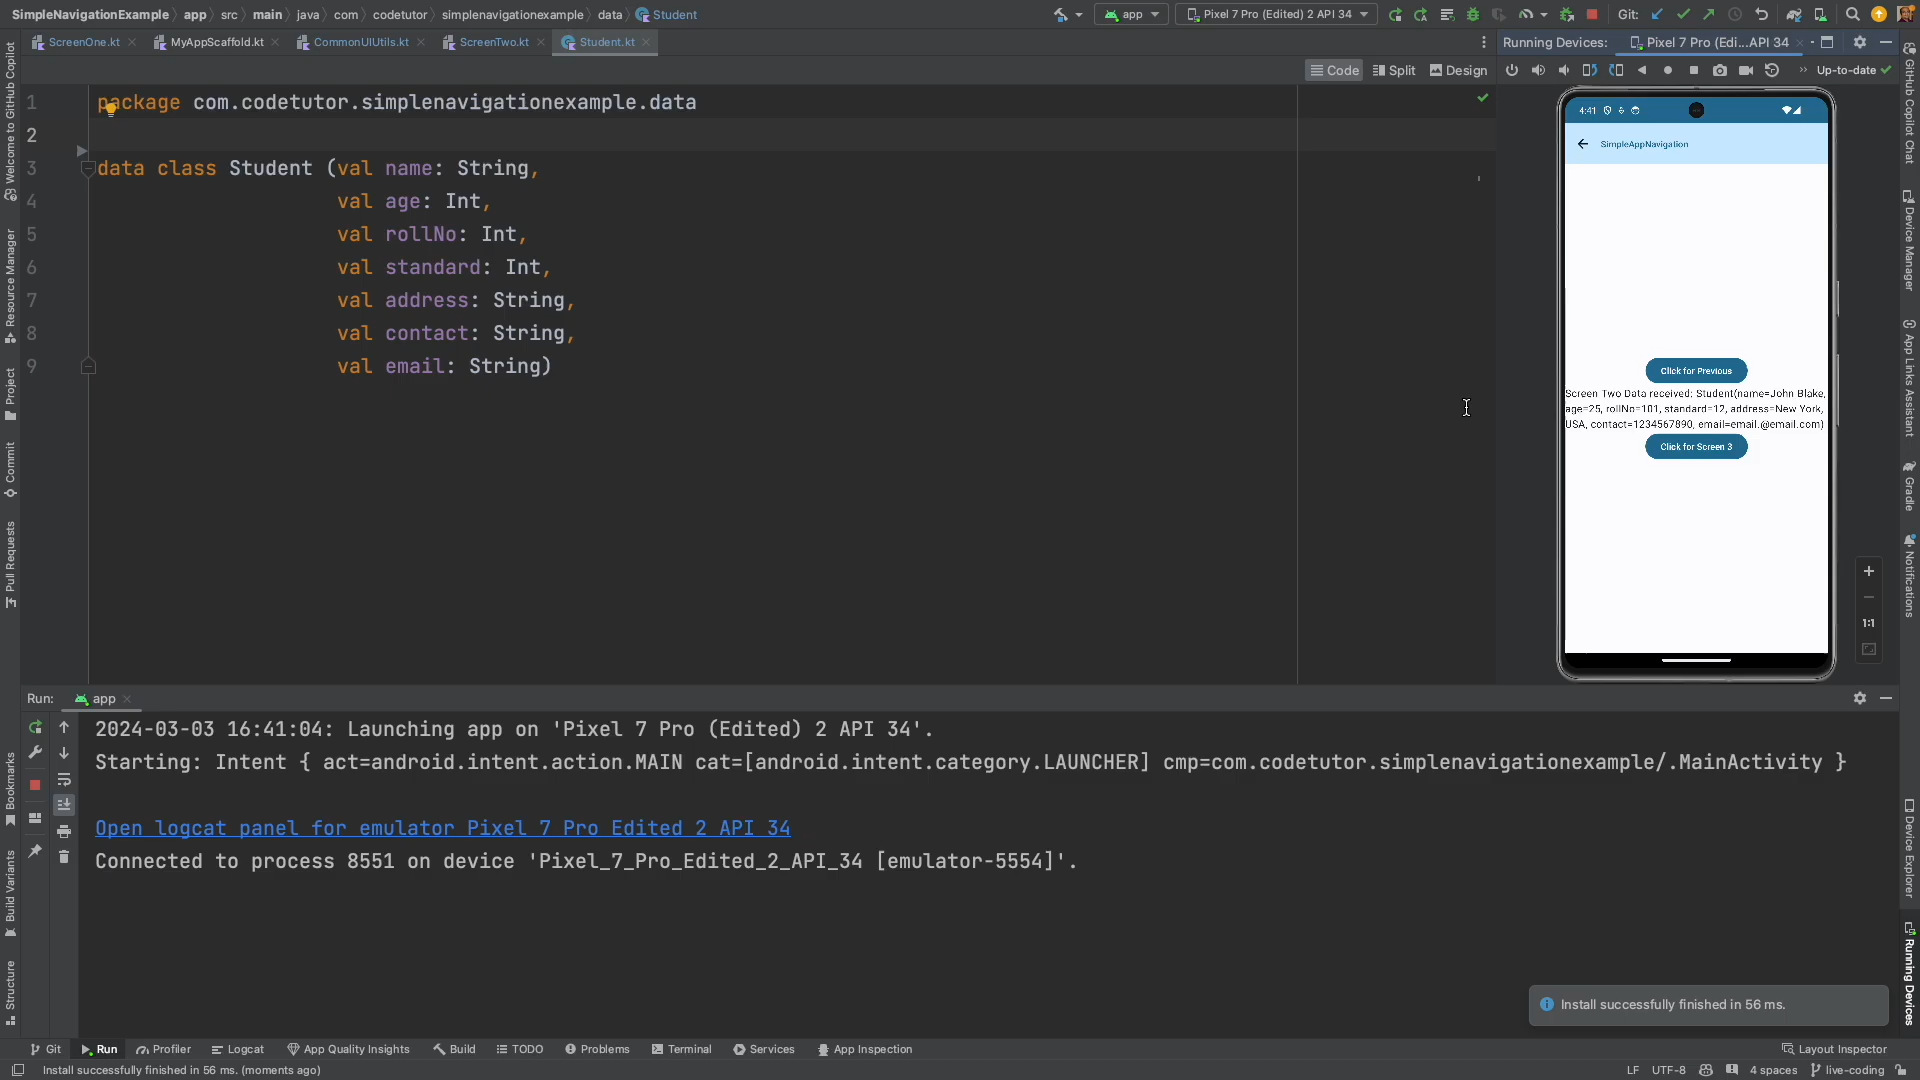 SimpleNavigationExample app src main java com codetutor simplenavigationexample data Student
app Pixel 7 Pro (Edited) 2 API 34 Git:
ScreenOne.kt MyAppScaffold.kt CommonUIUtils.kt ScreenTwo.kt Student.kt
Running Devices: Pixel 7 Pro (Edi...API 34
Code Split Design
Up-to-date
1 package com.codetutor.simplenavigationexample.data
2
3 data class Student (val name: String,
4 val age: Int,
5 val rollNo: Int,
6 val standard: Int,
7 val address: String,
8 val contact: String,
9 val email: String)
4:41
SimpleAppNavigation
Click for Previous
Screen Two Data received: Student(name=John Blake,
age=25, rollNo=101, standard=12, address=New York,
USA, contact=1234567890, email=email.@email.com)
Click for Screen 3
1:1
Welcome to GitHub Copilot
Resource Manager
Project
Commit
Pull Requests
Bookmarks
Build Variants
Structure
GitHub Copilot Chat
Device Manager
App Links Assistant
Gradle
Notifications
Device Explorer
Running Devices
Run: app
2024-03-03 16:41:04: Launching app on 'Pixel 7 Pro (Edited) 2 API 34'.
Starting: Intent { act=android.intent.action.MAIN cat=[android.intent.category.LAUNCHER] cmp=com.codetutor.simplenavigationexample/.MainActivity }
Open logcat panel for emulator Pixel 7 Pro Edited 2 API 34
Connected to process 8551 on device 'Pixel_7_Pro_Edited_2_API_34 [emulator-5554]'.
Install successfully finished in 56 ms.
Git Run Profiler Logcat App Quality Insights Build TODO Problems Terminal Services App Inspection Layout Inspector
Install successfully finished in 56 ms. (moments ago)
LF UTF-8 4 spaces live-coding